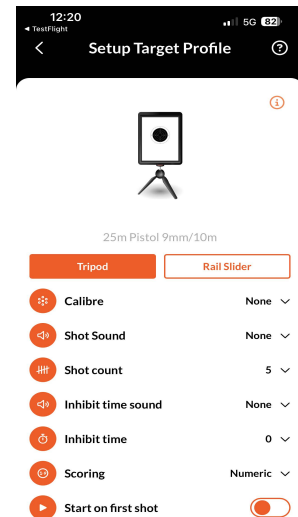 12:20
5G 82
◀ TestFlight
Setup Target Profile
25m Pistol 9mm/10m
Tripod
Rail Slider
Calibre None
Shot Sound None
Shot count 5
Inhibit time sound None
Inhibit time 0
Scoring Numeric
Start on first shot